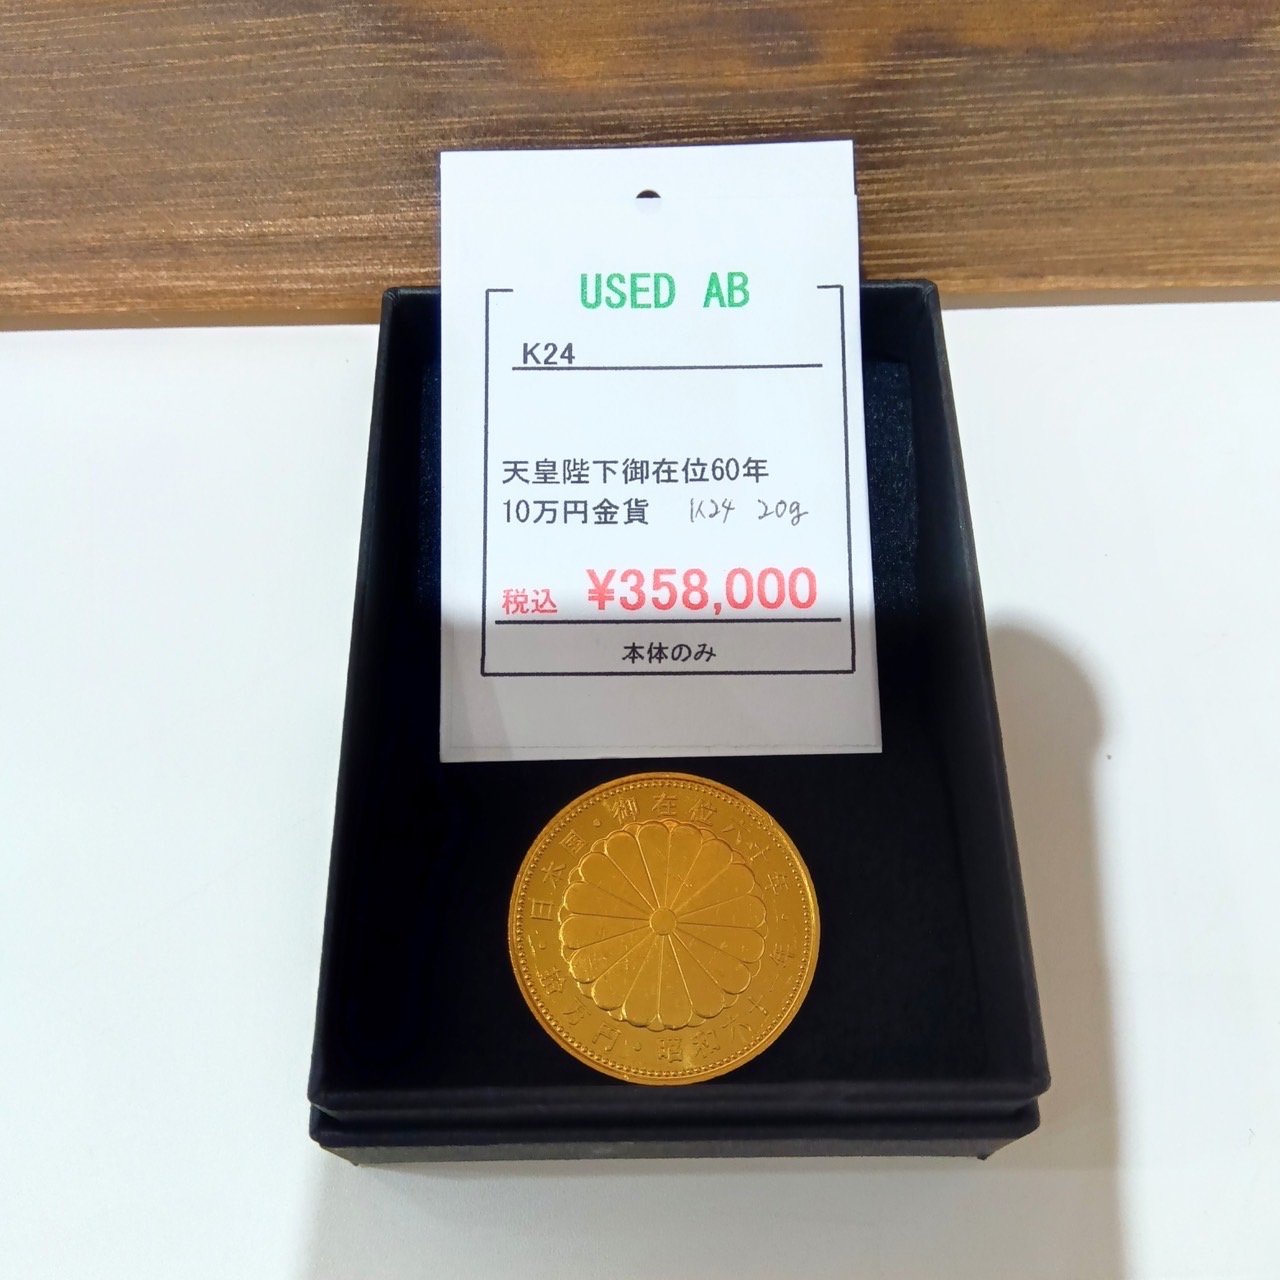 USED AB
K24
天皇陛下御在位60年
10万円金貨 K24 20g
税込 ¥358,000
本体のみ
日本國・御在位六十年・
拾万円・昭和六十一年